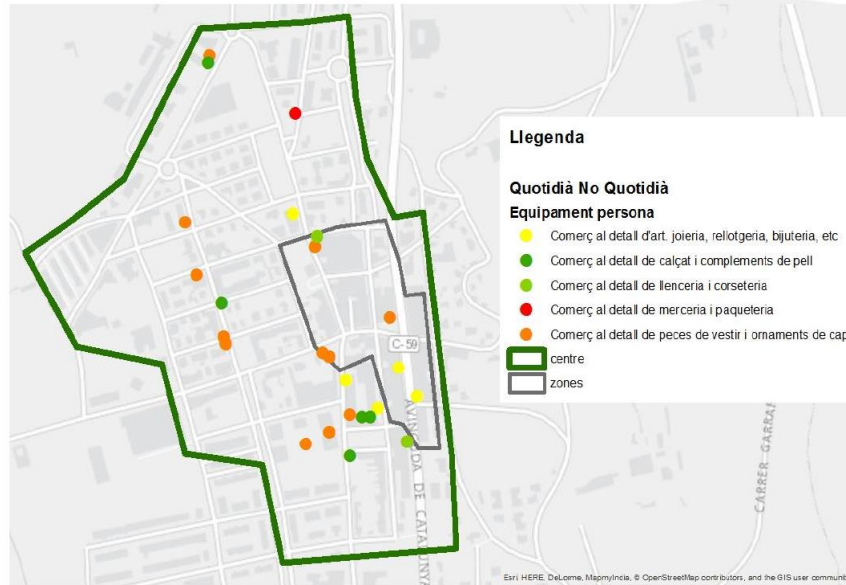 Llegenda
Quotidià No Quotidià
Equipament persona
Comerç al detall d'art. joieria, rellotgeria, bijuteria, etc
Comerç al detall de calçat i complements de pell
Comerç al detall de llenceria i corseteria
Comerç al detall de merceria i paqueteria
Comerç al detall de peces de vestir i ornaments de cap
centre
zones
C-59
AVINGUDA DE CATALUNYA
CARRER GARRAF
Esri, HERE, DeLorme, MapmyIndia, © OpenStreetMap contributors, and the GIS user communit